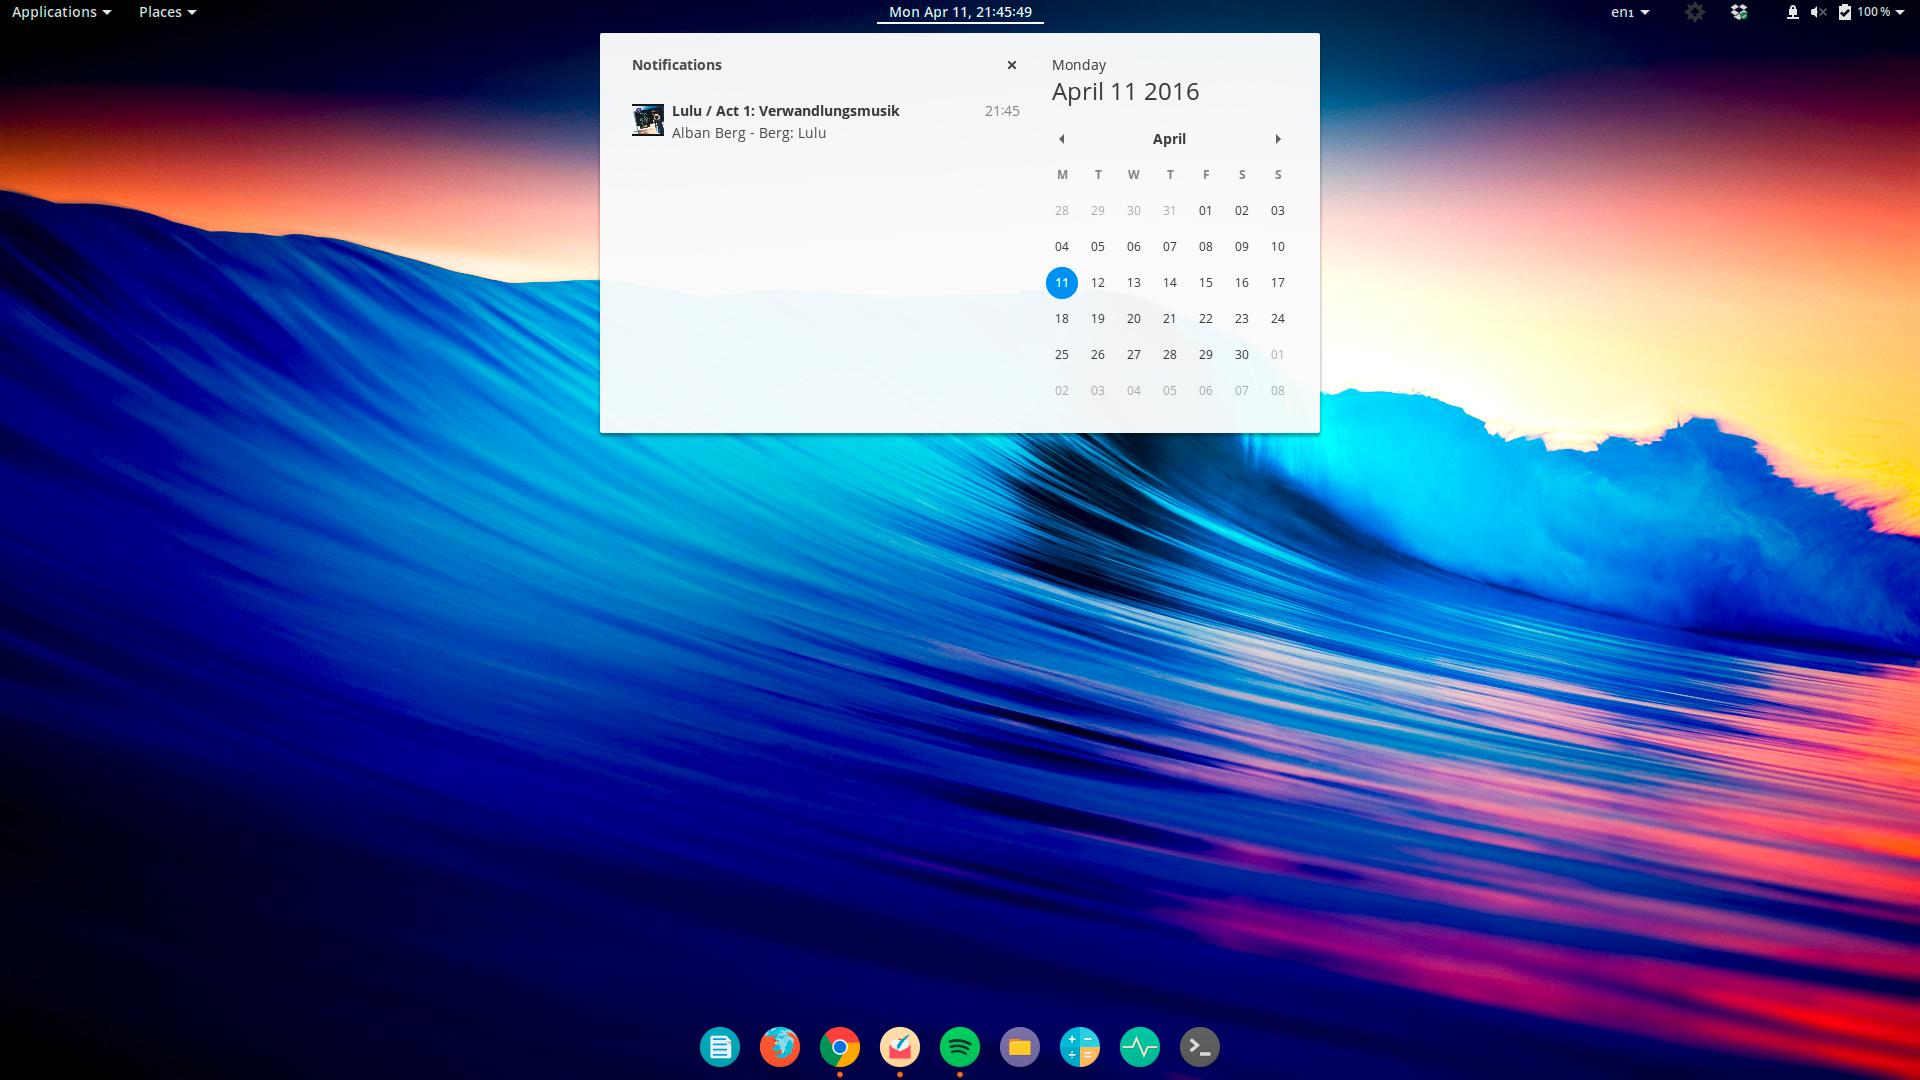 Applications Places Mon Apr 11, 21:45:49 en₁ 100 %
Notifications
Lulu / Act 1: Verwandlungsmusik 21:45
Alban Berg - Berg: Lulu
Monday
April 11 2016
April
M T W T F S S
28 29 30 31 01 02 03
04 05 06 07 08 09 10
11 12 13 14 15 16 17
18 19 20 21 22 23 24
25 26 27 28 29 30 01
02 03 04 05 06 07 08